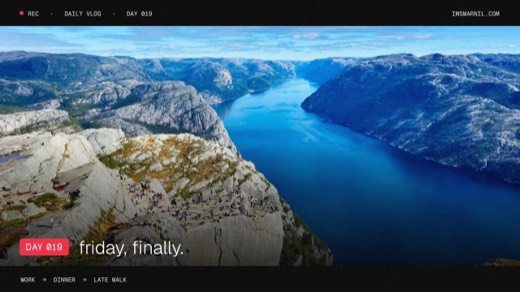 REC · DAILY VLOG · DAY 019
IMSWARNIL.COM
DAY 019
friday, finally.
WORK → DINNER → LATE WALK